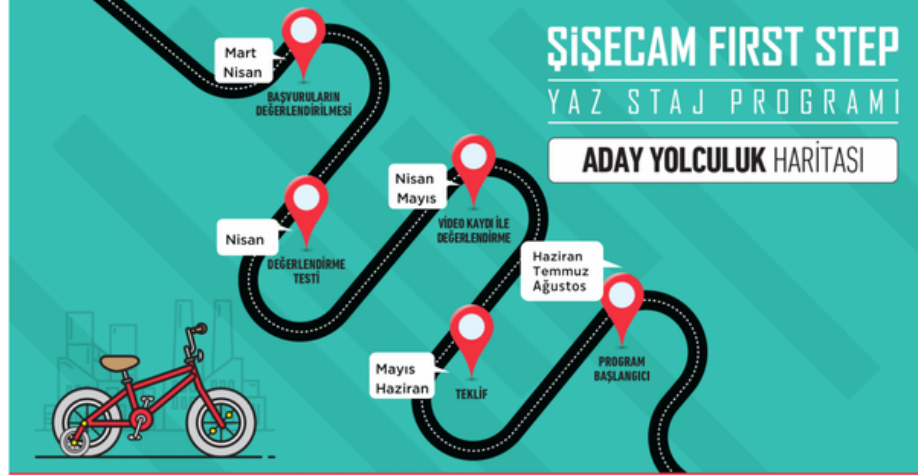 ŞİŞECAM FIRST STEP
YAZ STAJ PROGRAMI
ADAY YOLCULUK HARİTASI
Mart
Nisan
BAŞVURULARIN
DEĞERLENDİRİLMESİ
Nisan
DEĞERLENDİRME
TESTİ
Nisan
Mayıs
VİDEO KAYDI İLE
DEĞERLENDİRME
Mayıs
Haziran
TEKLİF
Haziran
Temmuz
Ağustos
PROGRAM
BAŞLANGICI